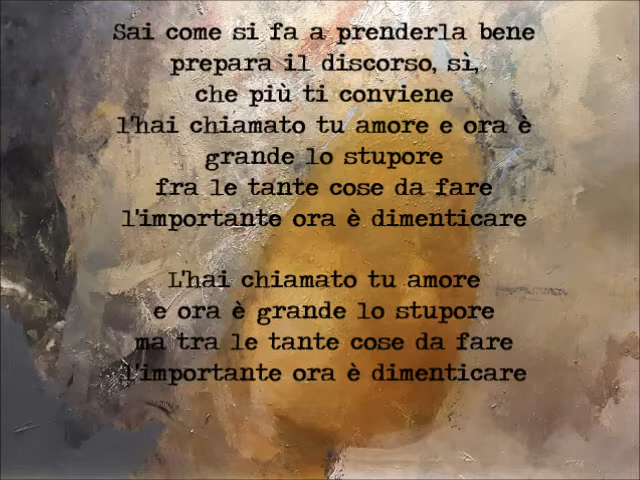 Sai come si fa a prenderla bene
prepara il discorso, sì,
che più ti conviene
l'hai chiamato tu amore e ora è
grande lo stupore
fra le tante cose da fare
l'importante ora è dimenticare
L'hai chiamato tu amore
e ora è grande lo stupore
ma tra le tante cose da fare
l'importante ora è dimenticare